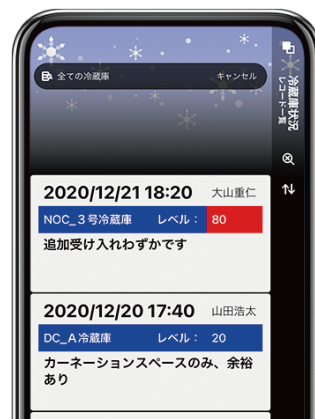 全ての冷蔵庫 キャンセル
冷蔵庫状況
レコード一覧
2020/12/21 18:20 大山重仁
NOC_3号冷蔵庫 レベル： 80
追加受け入れわずかです
2020/12/20 17:40 山田浩太
DC_A冷蔵庫 レベル： 20
カーネーションスペースのみ、余裕
あり